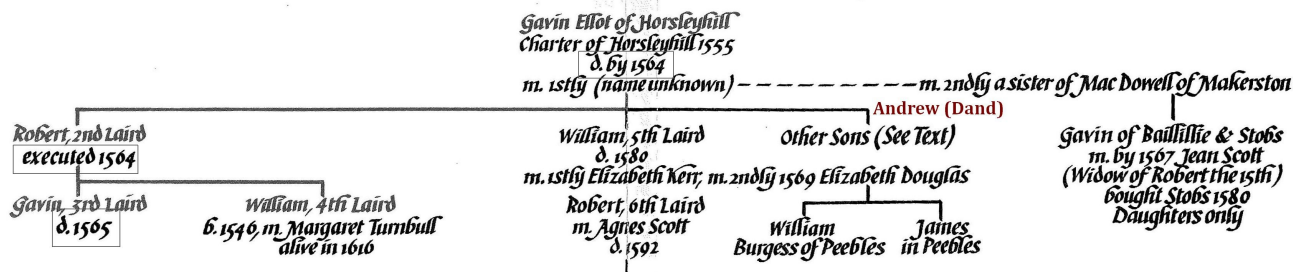 Gavin Ellot of Horsleyhill
Charter of Horsleyhill 1555
d. by 1564
m. 1stly (name unknown) — — — — — — — — — m. 2ndly a sister of Mac Dowell of Makerston
Andrew (Dand)
Robert, 2nd Laird
executed 1564
William, 5th Laird
d. 1580
m. 1stly Elizabeth Kerr, m. 2ndly 1569 Elizabeth Douglas
Other Sons (See Text)
Gavin of Baillillie & Stobs
m. by 1567 Jean Scott
(Widow of Robert the 15th)
bought Stobs 1580
Daughters only
Gavin, 3rd Laird
d. 1565
William, 4th Laird
b. 1546, m. Margaret Turnbull
alive in 1616
Robert, 6th Laird
m. Agnes Scott
d. 1592
William
Burgess of Peebles
James
in Peebles